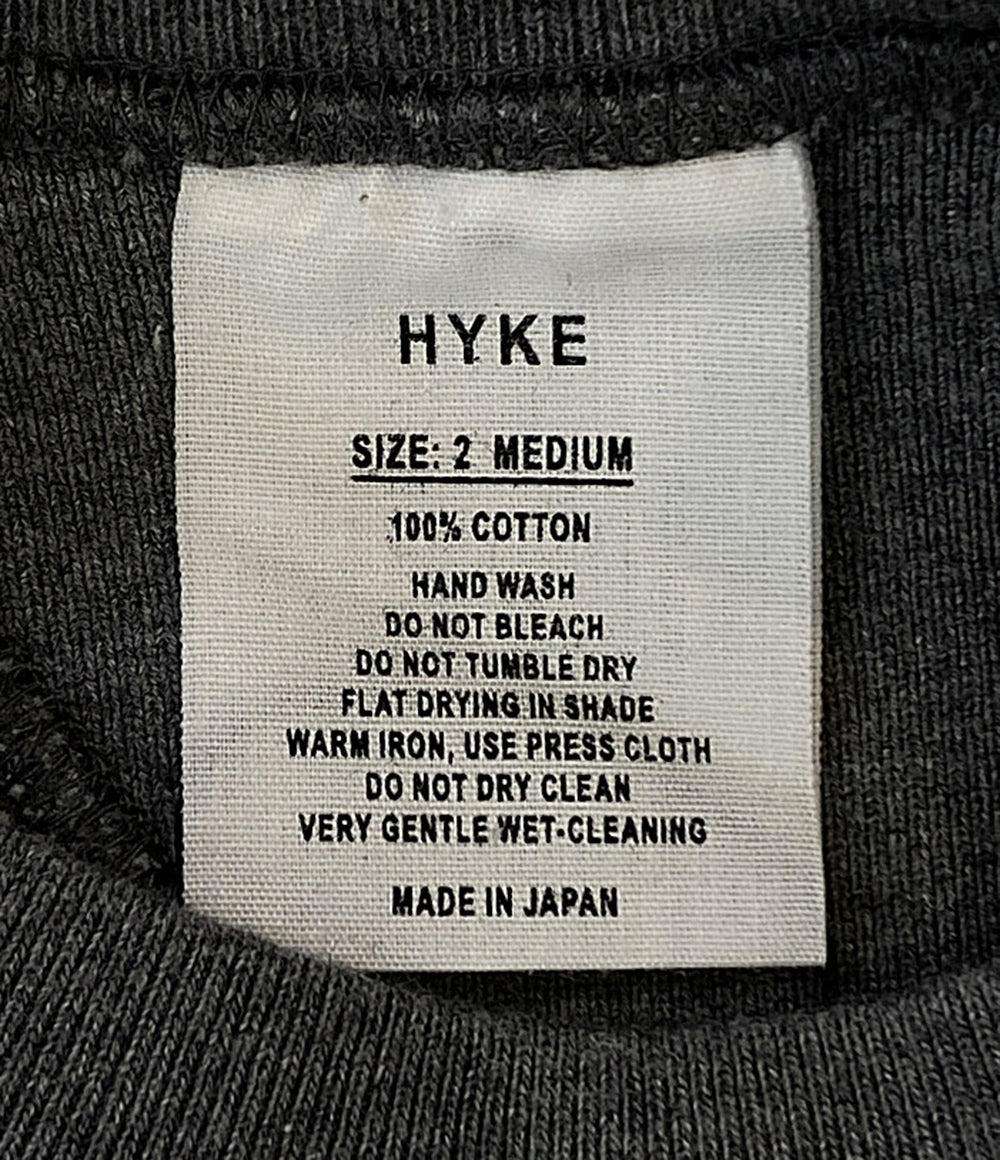 HYKE
SIZE: 2 MEDIUM
100% COTTON
HAND WASH
DO NOT BLEACH
DO NOT TUMBLE DRY
FLAT DRYING IN SHADE
WARM IRON, USE PRESS CLOTH
DO NOT DRY CLEAN
VERY GENTLE WET-CLEANING
MADE IN JAPAN